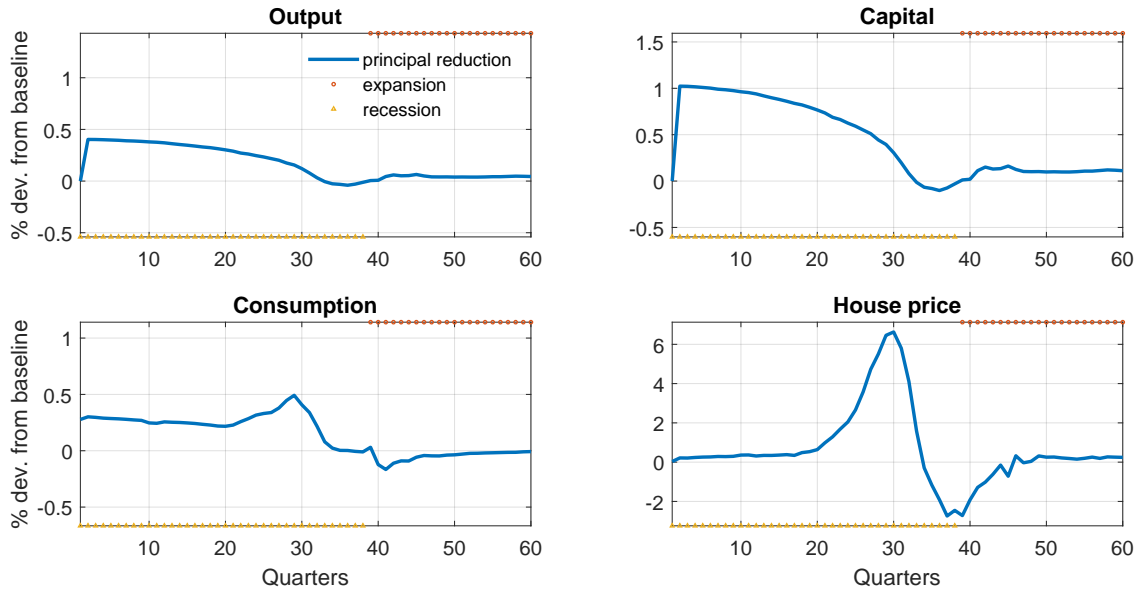 Output
% dev. from baseline
1
0.5
0
-0.5
10 20 30 40 50 60
principal reduction
expansion
recession
Capital
1.5
1
0.5
0
-0.5
10 20 30 40 50 60
Consumption
% dev. from baseline
1
0.5
0
-0.5
10 20 30 40 50 60
Quarters
House price
6
4
2
0
-2
10 20 30 40 50 60
Quarters